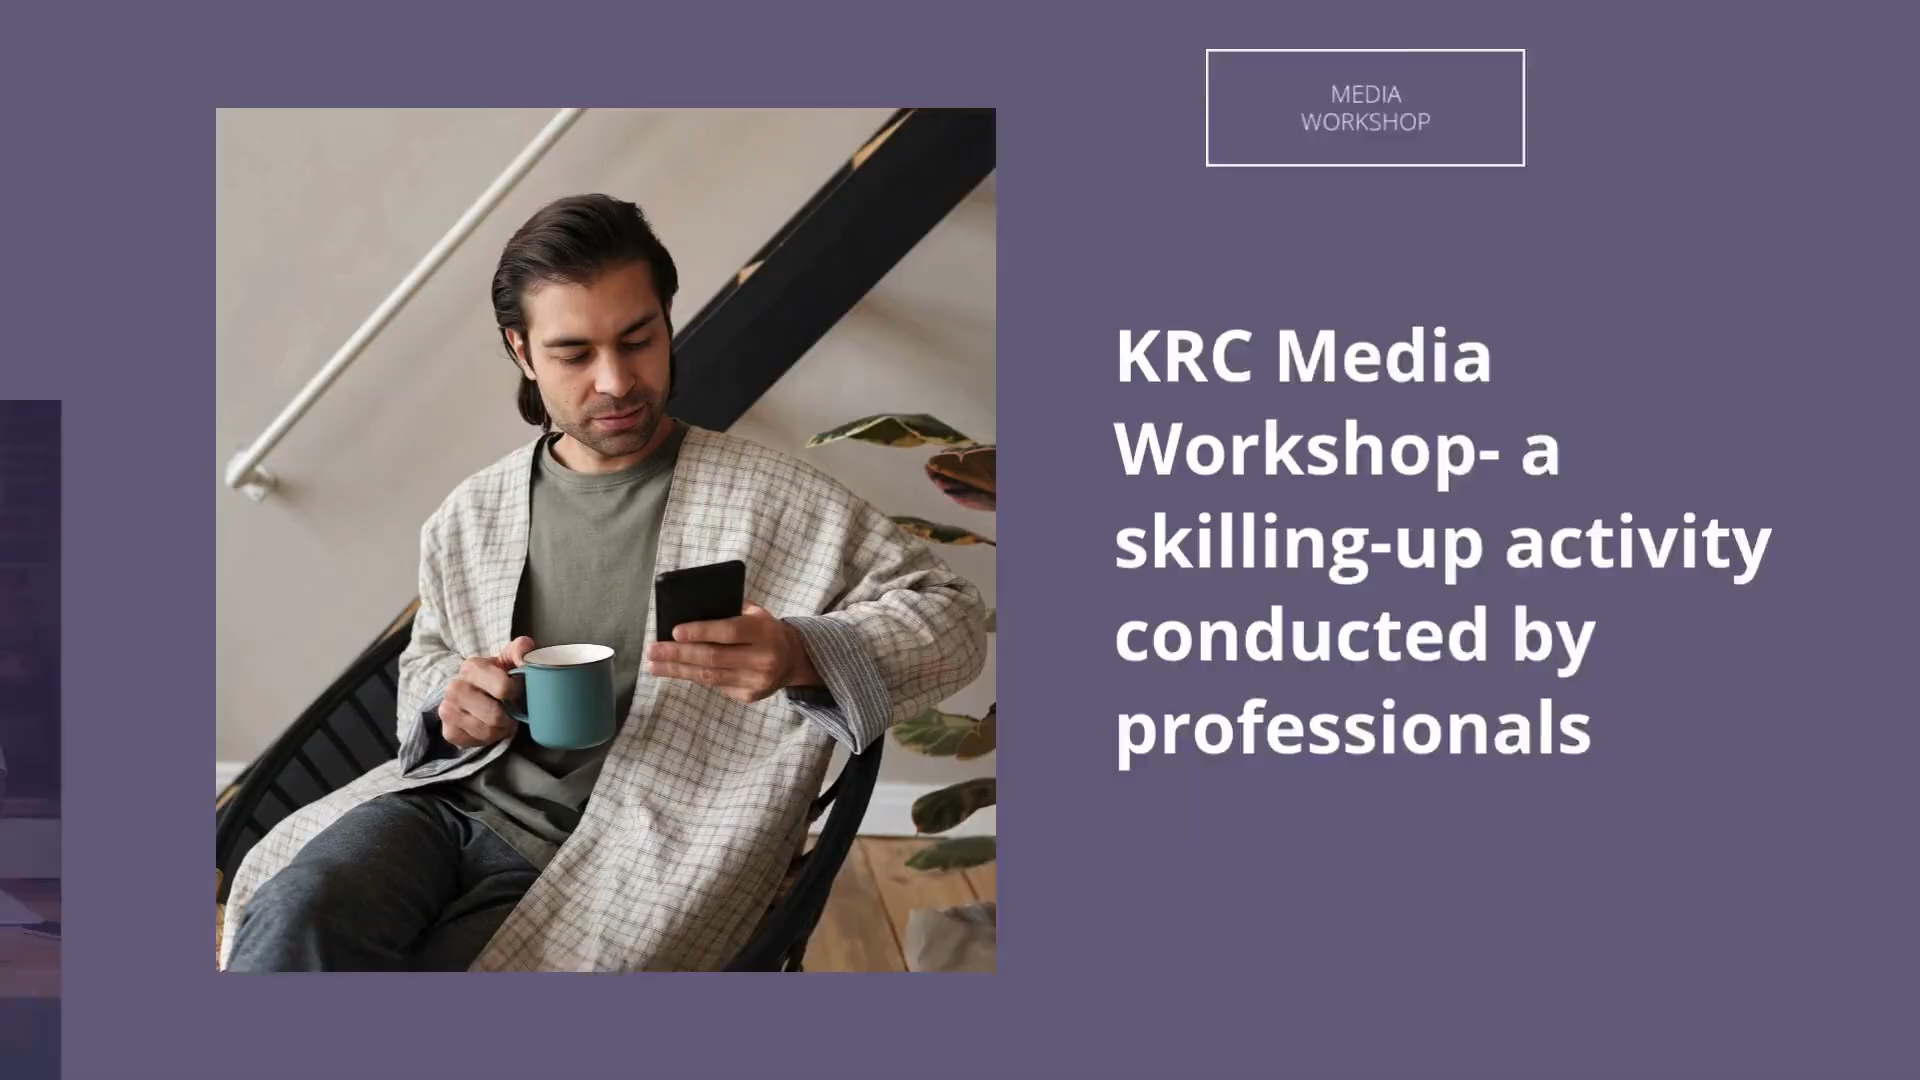 MEDIA
WORKSHOP
KRC Media
Workshop- a
skilling-up activity
conducted by
professionals